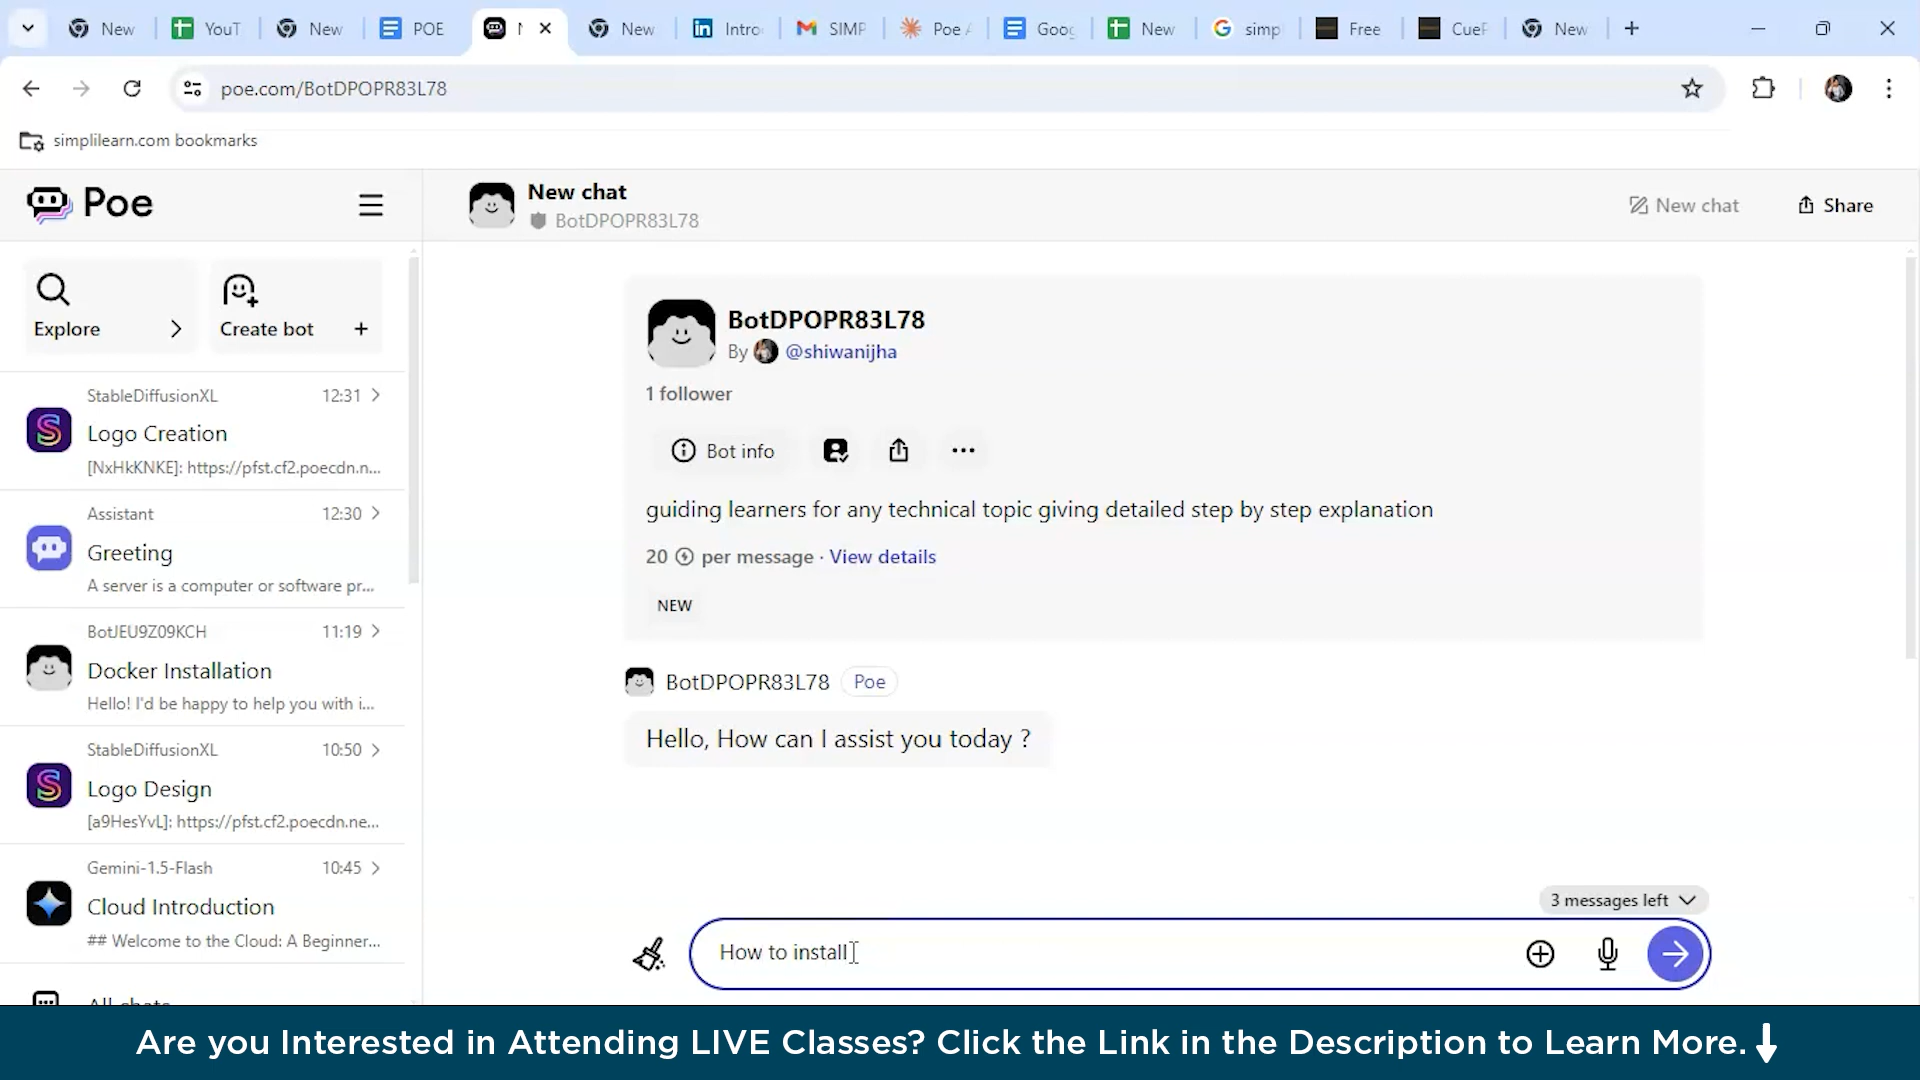 New
YouT
New
POE
New
Intro
SIMP
Poe
Goog
New
simp
Free
Cue
New
poe.com/BotDPOPR83L78
simplilearn.com bookmarks
Poe
New chat
BotDPOPR83L78
New chat
Share
Explore
Create bot
StableDiffusionXL 12:31
Logo Creation
[NxHkKNKE]: https://pfst.cf2.poecdn.n...
Assistant 12:30
Greeting
A server is a computer or software pr...
BotJEU9Z09KCH 11:19
Docker Installation
Hello! I'd be happy to help you with i...
StableDiffusionXL 10:50
Logo Design
[a9HesYvL]: https://pfst.cf2.poecdn.ne...
Gemini-1.5-Flash 10:45
Cloud Introduction
## Welcome to the Cloud: A Beginner...
All chats
BotDPOPR83L78
By @shiwanijha
1 follower
Bot info
guiding learners for any technical topic giving detailed step by step explanation
20 per message · View details
NEW
BotDPOPR83L78 Poe
Hello, How can I assist you today ?
3 messages left
How to install
Are you Interested in Attending LIVE Classes? Click the Link in the Description to Learn More.